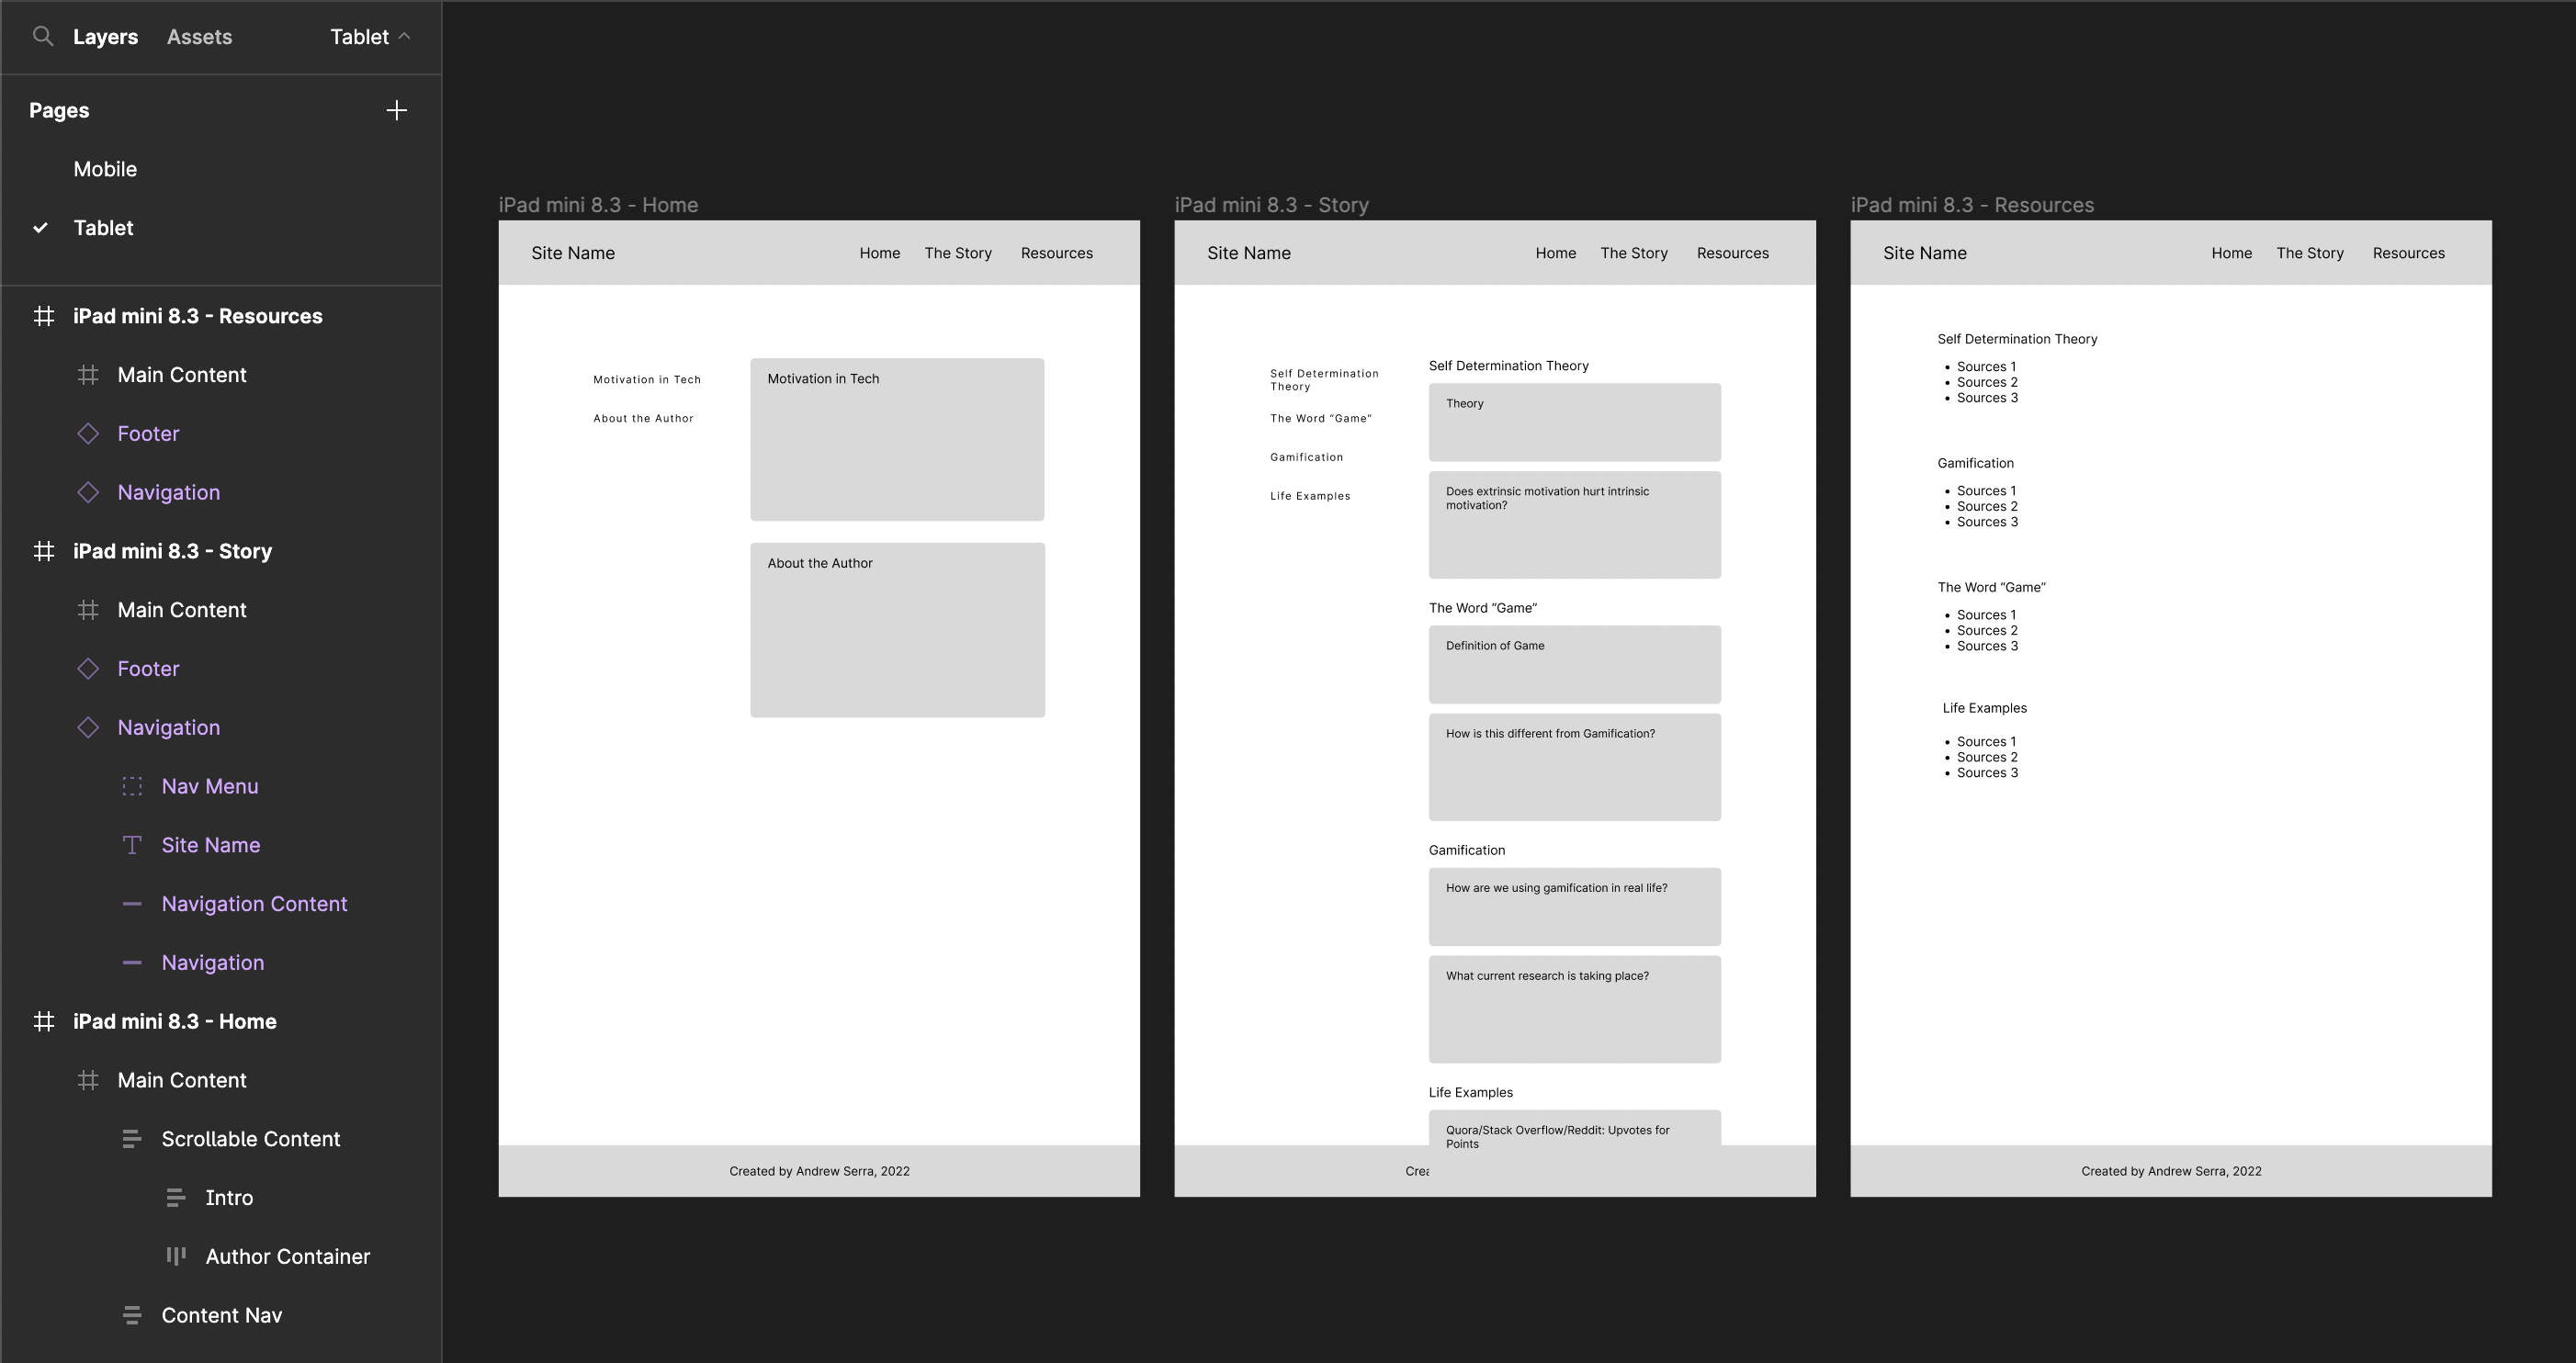 Layers
Assets
Tablet
Pages
Mobile
Tablet
iPad mini 8.3 - Resources
Main Content
Footer
Navigation
iPad mini 8.3 - Story
Main Content
Footer
Navigation
Nav Menu
Site Name
Navigation Content
Navigation
iPad mini 8.3 - Home
Main Content
Scrollable Content
Intro
Author Container
Content Nav
iPad mini 8.3 - Home
Site Name
Home
The Story
Resources
Motivation in Tech
About the Author
Motivation in Tech
About the Author
Created by Andrew Serra, 2022
iPad mini 8.3 - Story
Site Name
Home
The Story
Resources
Self Determination
Theory
The Word “Game”
Gamification
Life Examples
Self Determination Theory
Theory
Does extrinsic motivation hurt intrinsic
motivation?
The Word “Game”
Definition of Game
How is this different from Gamification?
Gamification
How are we using gamification in real life?
What current research is taking place?
Life Examples
Quora/Stack Overflow/Reddit: Upvotes for
Points
Crea
iPad mini 8.3 - Resources
Site Name
Home
The Story
Resources
Self Determination Theory
• Sources 1
• Sources 2
• Sources 3
Gamification
• Sources 1
• Sources 2
• Sources 3
The Word “Game”
• Sources 1
• Sources 2
• Sources 3
Life Examples
• Sources 1
• Sources 2
• Sources 3
Created by Andrew Serra, 2022